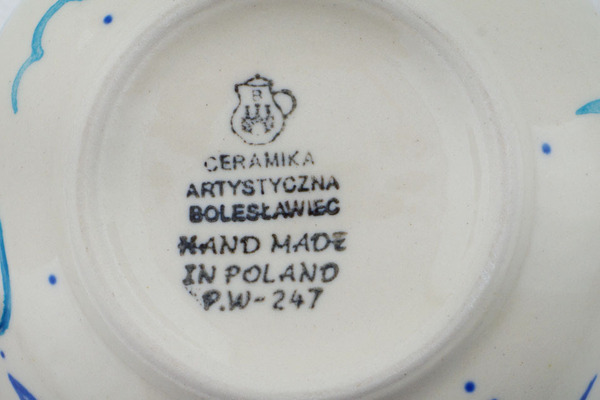 B
CERAMIKA
ARTYSTYCZNA
BOLESŁAWIEC
HAND MADE
IN POLAND
P.W-247